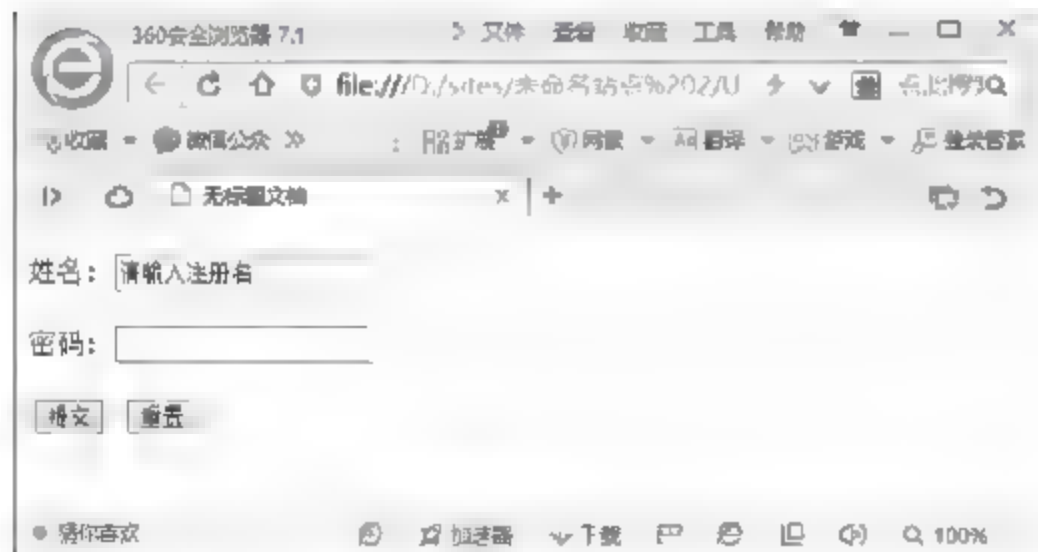 360安全浏览器 7.1 文件 查看 收藏 工具 帮助
file:///D:/sites/未命名站点%202/U
收藏 微信公众 扩展 网银 翻译 游戏 登录管家
无标题文档
姓名： 请输入注册名
密码：
提交 重置
猜你喜欢 加速器 下载 100%